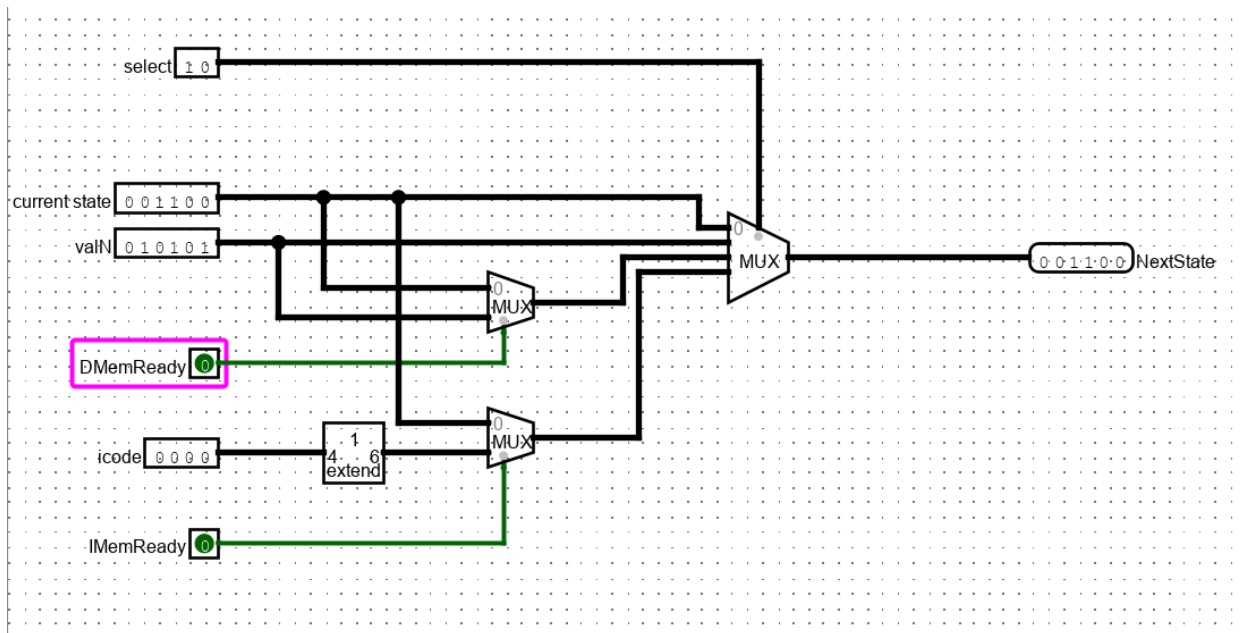 select 1 0
current state 0 0 1 1 0 0
valN 0 1 0 1 0 1
0
MUX
0 0 1 1 0 0 NextState
0
MUX
DMemReady 0
0
MUX
icode 0 0 0 0
1
4 6
extend
IMemReady 0